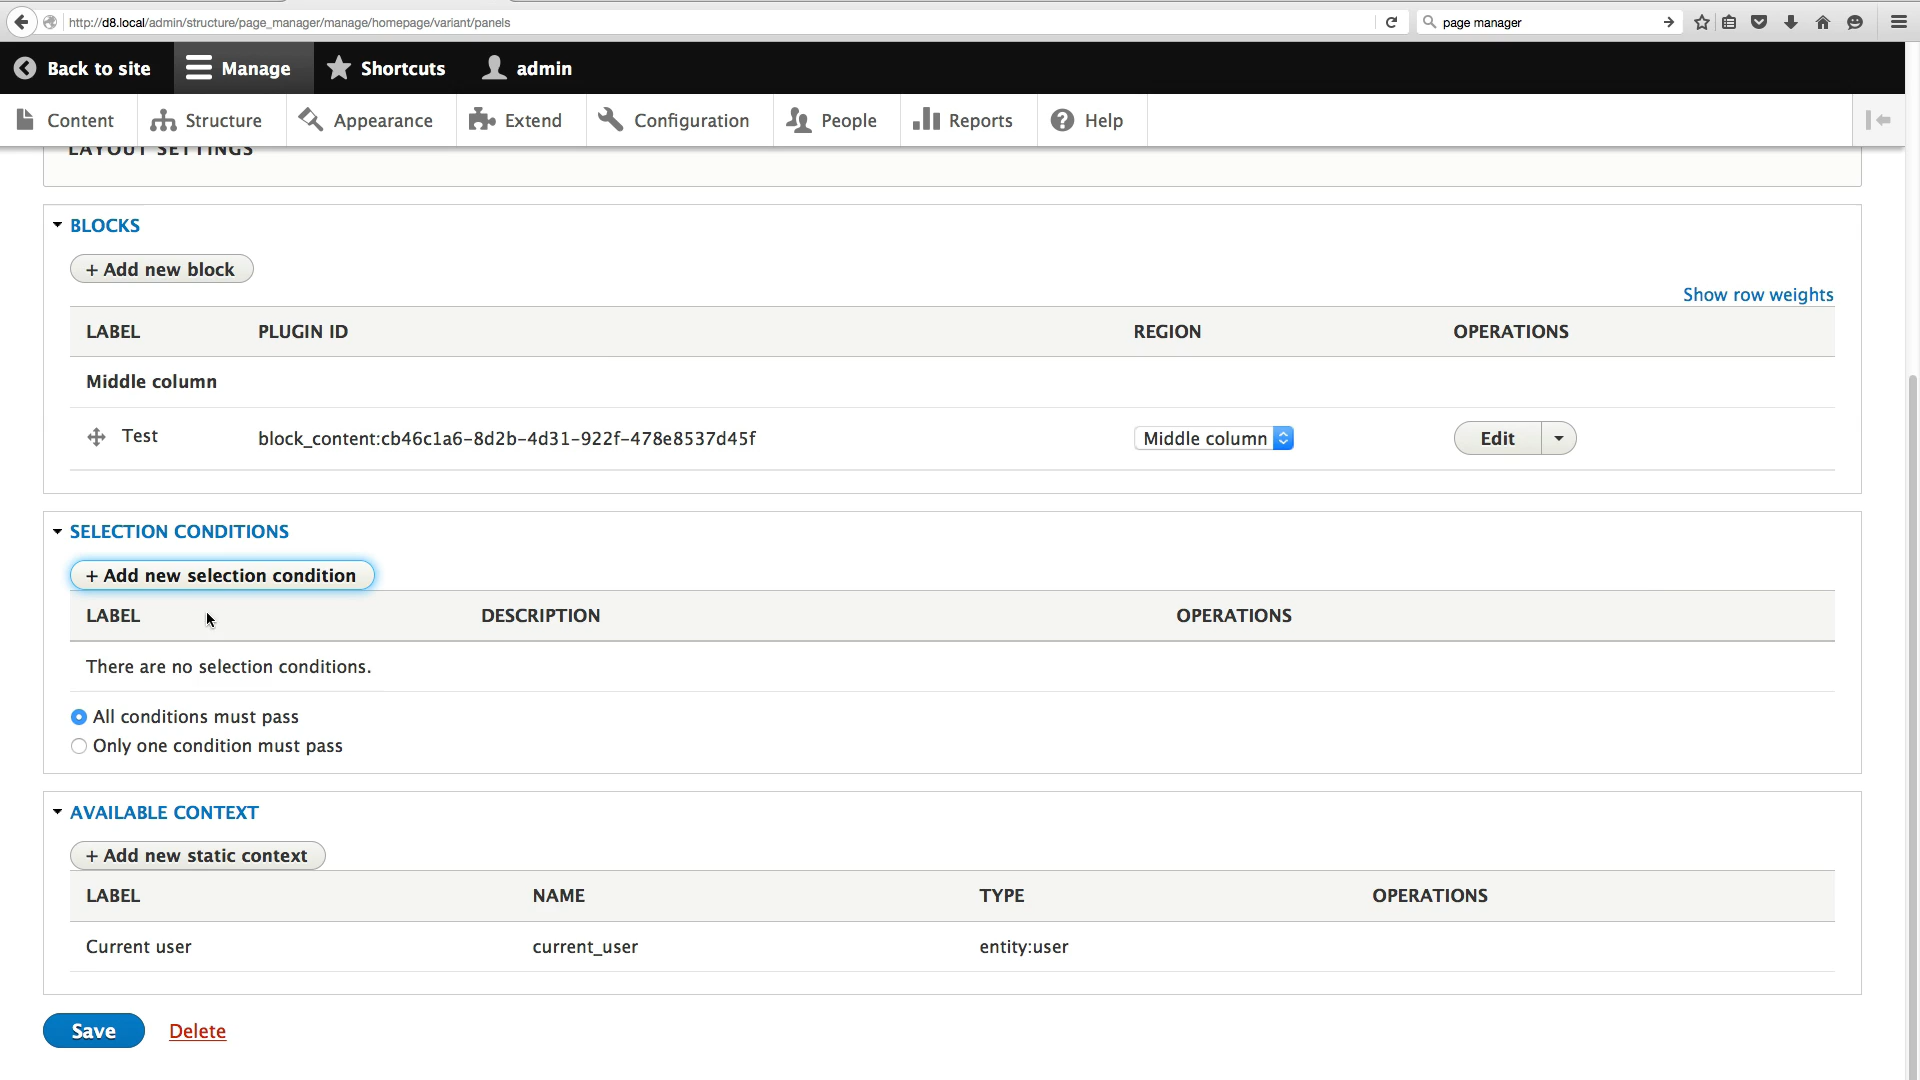 http://d8.local/admin/structure/page_manager/manage/homepage/variant/panels
page manager
Back to site Manage Shortcuts admin
Content Structure Appearance Extend Configuration People Reports Help
LAYOUT SETTINGS
BLOCKS
+ Add new block
Show row weights
LABEL PLUGIN ID REGION OPERATIONS
Middle column
Test block_content:cb46c1a6-8d2b-4d31-922f-478e8537d45f Middle column Edit
SELECTION CONDITIONS
+ Add new selection condition
LABEL DESCRIPTION OPERATIONS
There are no selection conditions.
All conditions must pass
Only one condition must pass
AVAILABLE CONTEXT
+ Add new static context
LABEL NAME TYPE OPERATIONS
Current user current_user entity:user
Save Delete